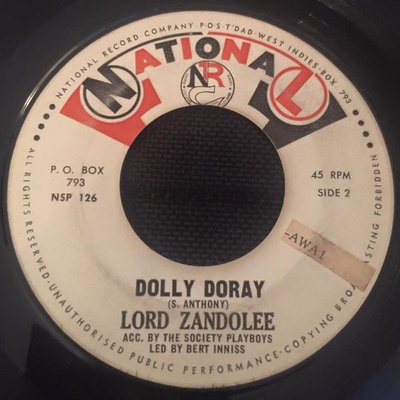 NATIONAL RECORD COMPANY P·O·S·T'DAD·WEST INDIES·BOX 793
NATIONAL
NR
P. O. BOX
793
NSP 126
45 RPM
SIDE 2
-AWA1
DOLLY DORAY
(S. ANTHONY)
LORD ZANDOLEE
ACC. BY THE SOCIETY PLAYBOYS
LED BY BERT INNISS
ALL RIGHTS RESERVED·UNAUTHORISED PUBLIC PERFORMANCE·COPYING BRO CASTING FORBIDDEN